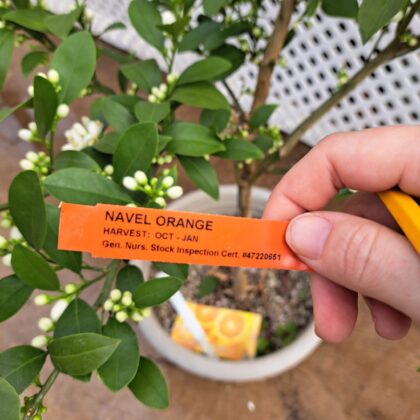 NAVEL ORANGE
HARVEST: OCT - JAN
Gen. Nurs. Stock Inspection Cert. #47220651